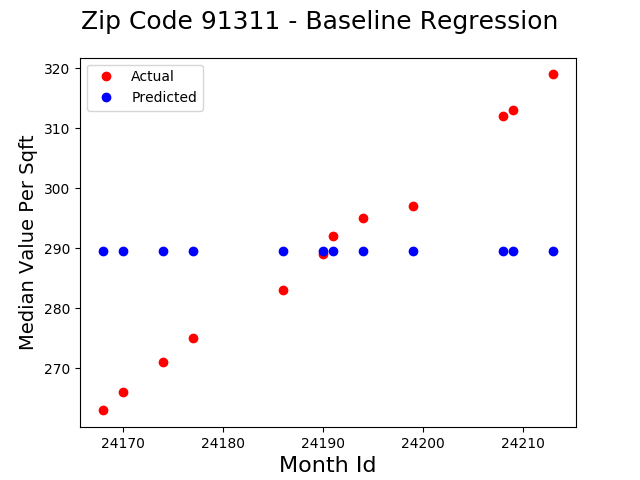 Zip Code 91311 - Baseline Regression
Actual
Predicted
320
310
300
290
280
270
Median Value Per Sqft
24170 24180 24190 24200 24210
Month Id